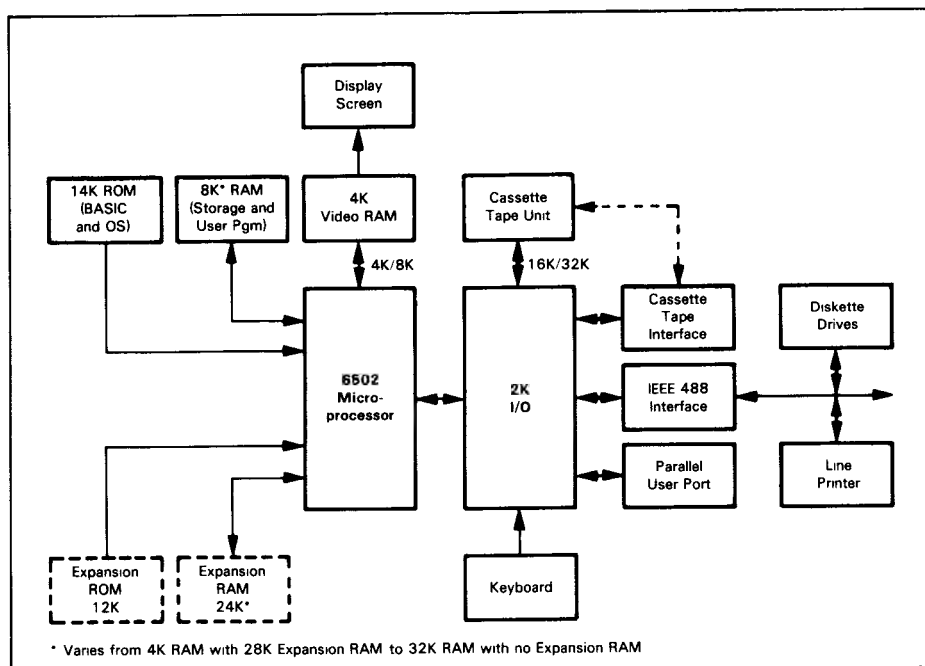 Display
Screen
14K ROM
(BASIC
and OS)
8K* RAM
(Storage and
User Pgm)
4K
Video RAM
Cassette
Tape Unit
4K/8K
16K/32K
Cassette
Tape
Interface
Diskette
Drives
6502
Micro-
processor
2K
I/O
IEEE 488
Interface
Parallel
User Port
Line
Printer
Expansion
ROM
12K
Expansion
RAM
24K*
Keyboard
* Varies from 4K RAM with 28K Expansion RAM to 32K RAM with no Expansion RAM